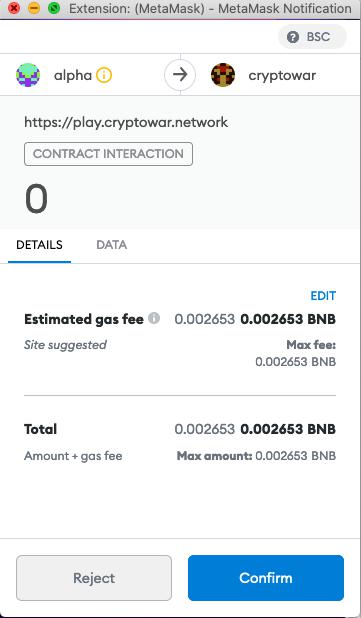 Extension: (MetaMask) - MetaMask Notification
? BSC
alpha i cryptowar
https://play.cryptowar.network
CONTRACT INTERACTION
0
DETAILS DATA
EDIT
Estimated gas fee i 0.002653 0.002653 BNB
Site suggested Max fee:
0.002653 BNB
Total 0.002653 0.002653 BNB
Amount + gas fee Max amount: 0.002653 BNB
Reject Confirm